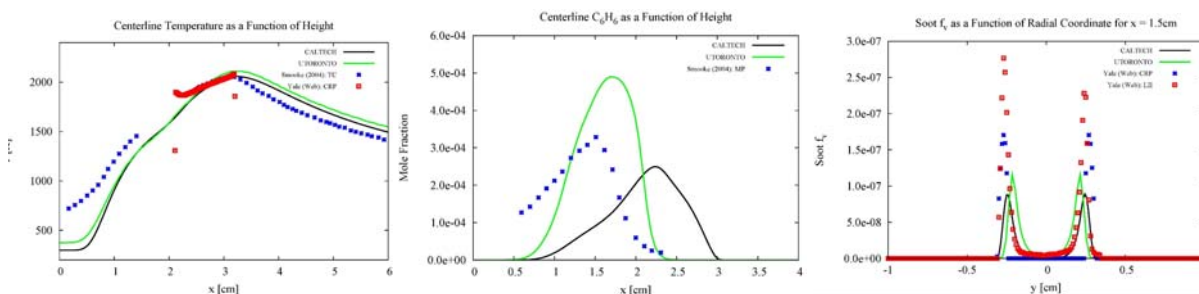 Centerline Temperature as a Function of Height
CALTECH
UTORONTO
Smooke (2004): TC
Yale (Web): CRP
2000
1500
1000
500
0 1 2 3 4 5 6
x [cm]
Centerline C6H6 as a Function of Height
CALTECH
UTORONTO
Smooke (2004): MP
Mole Fraction
6.0e-04
5.0e-04
4.0e-04
3.0e-04
2.0e-04
1.0e-04
0.0e+00
0 0.5 1 1.5 2 2.5 3 3.5 4
x [cm]
Soot fv as a Function of Radial Coordinate for x = 1.5cm
CALTECH
UTORONTO
Yale (Web): CRP
Yale (Web): LII
Soot fv
3.0e-07
2.5e-07
2.0e-07
1.5e-07
1.0e-07
5.0e-08
0.0e+00
-1 -0.5 0 0.5
y [cm]